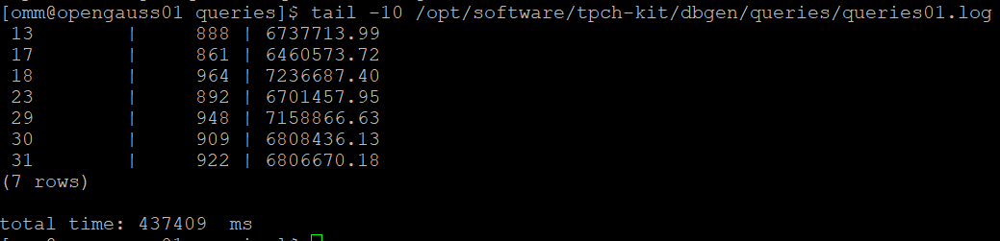 [omm@opengauss01 queries]$ tail -10 /opt/software/tpch-kit/dbgen/queries/queries01.log
 13         |     888 | 6737713.99
 17         |     861 | 6460573.72
 18         |     964 | 7236687.40
 23         |     892 | 6701457.95
 29         |     948 | 7158866.63
 30         |     909 | 6808436.13
 31         |     922 | 6806670.18
(7 rows)
total time: 437409  ms